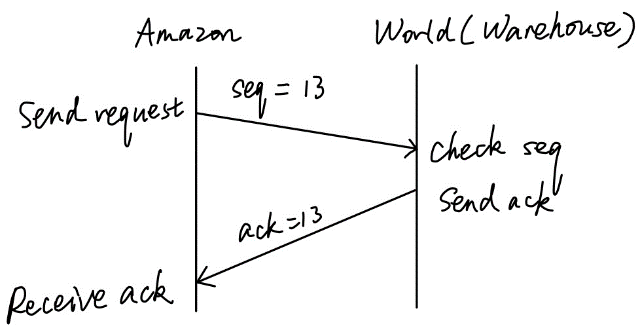 Amazon
World (Warehouse)
Send request
seq = 13
check seq
Send ack
ack=13
Receive ack